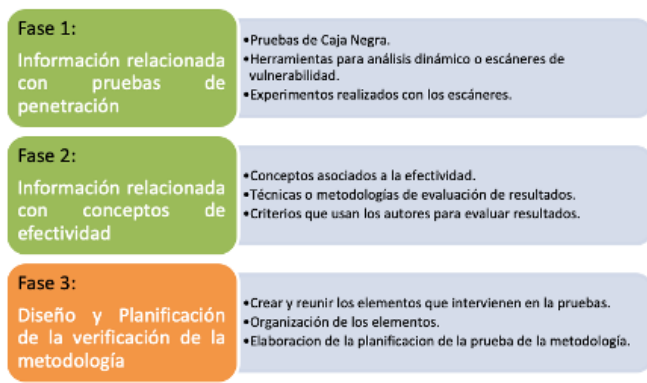 Fase 1:
Información relacionada
con pruebas de
penetración
•Pruebas de Caja Negra.
•Herramientas para análisis dinámico o escáneres de
vulnerabilidad.
•Experimentos realizados con los escáneres.
Fase 2:
Información relacionada
con conceptos de
efectividad
•Conceptos asociados a la efectividad.
•Técnicas o metodologías de evaluación de resultados.
•Criterios que usan los autores para evaluar resultados.
Fase 3:
Diseño y Planificación
de la verificación de la
metodología
•Crear y reunir los elementos que intervienen en la pruebas.
•Organización de los elementos.
•Elaboracion de la planificacion de la prueba de la metodología.